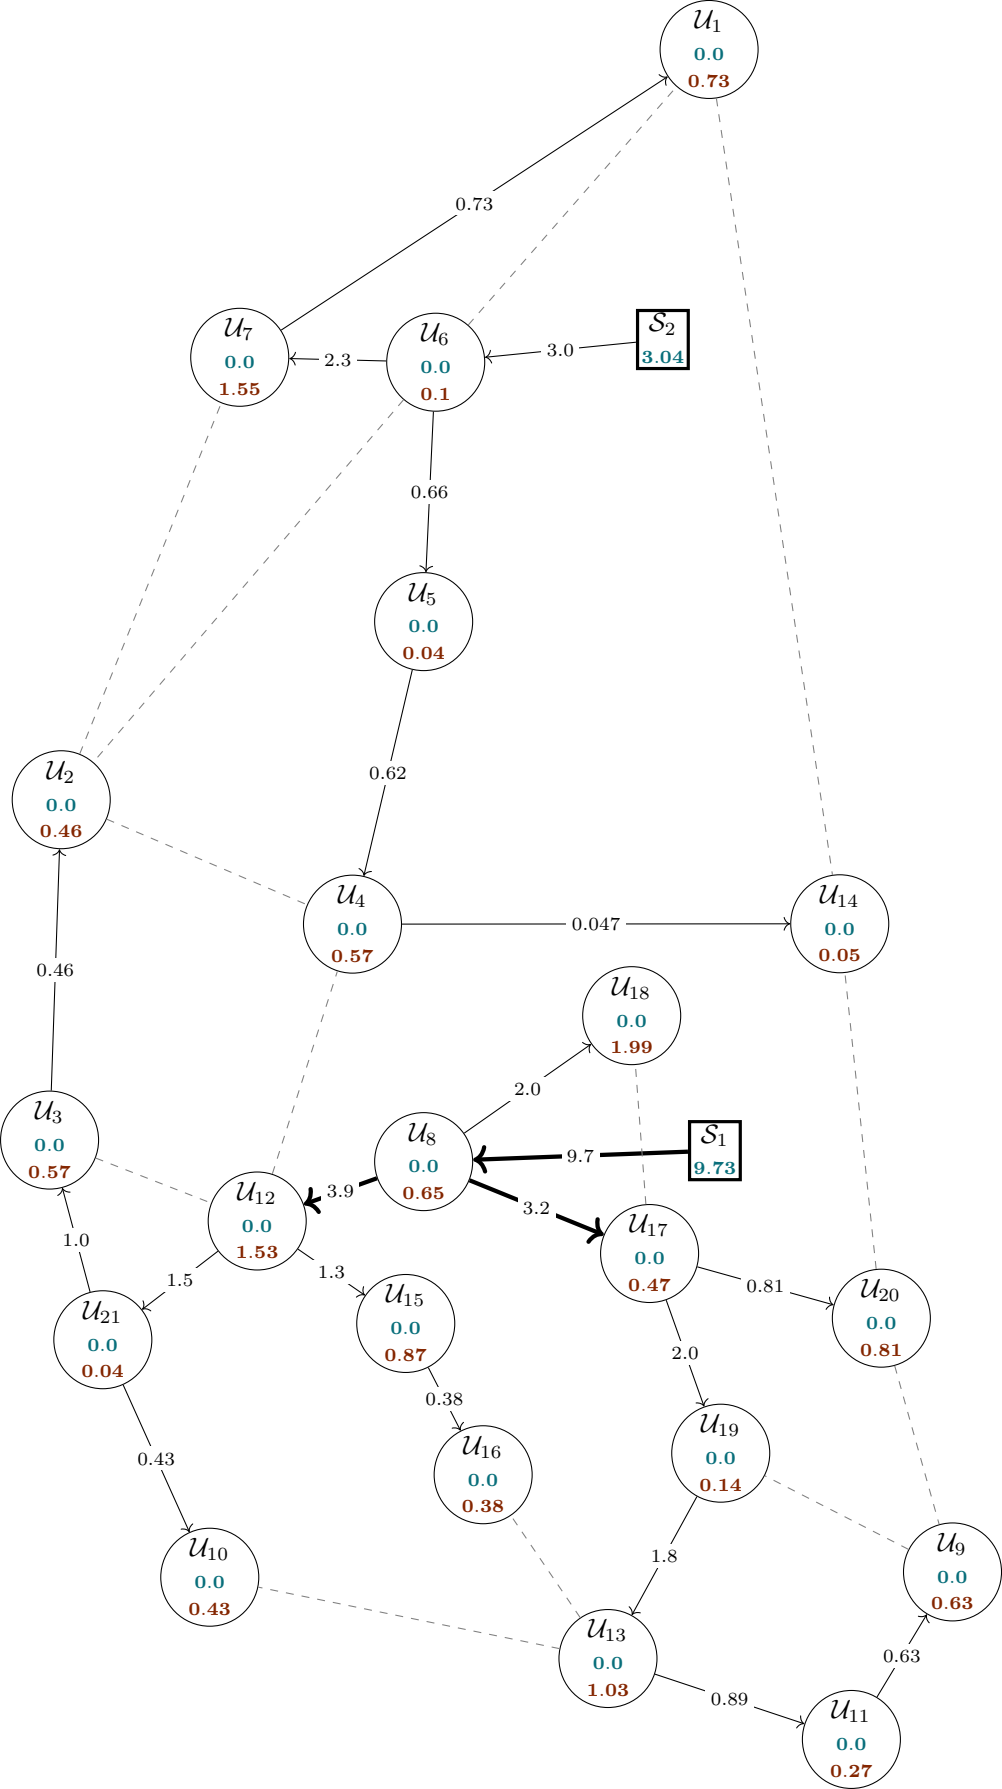 𝒰₁
0.0
0.73
0.73
𝒰₇
0.0
1.55
2.3
𝒰₆
0.0
0.1
3.0
𝒮₂
3.04
0.66
𝒰₅
0.0
0.04
0.62
𝒰₂
0.0
0.46
𝒰₄
0.0
0.57
0.047
𝒰₁₄
0.0
0.05
0.46
𝒰₁₈
0.0
1.99
2.0
𝒰₃
0.0
0.57
𝒰₈
0.0
0.65
9.7
𝒮₁
9.73
3.9
3.2
𝒰₁₂
0.0
1.53
𝒰₁₇
0.0
0.47
1.0
1.5
1.3
0.81
𝒰₂₁
0.0
0.04
𝒰₁₅
0.0
0.87
𝒰₂₀
0.0
0.81
2.0
0.38
0.43
𝒰₁₆
0.0
0.38
𝒰₁₉
0.0
0.14
1.8
𝒰₁₀
0.0
0.43
𝒰₉
0.0
0.63
𝒰₁₃
0.0
1.03
0.63
0.89
𝒰₁₁
0.0
0.27